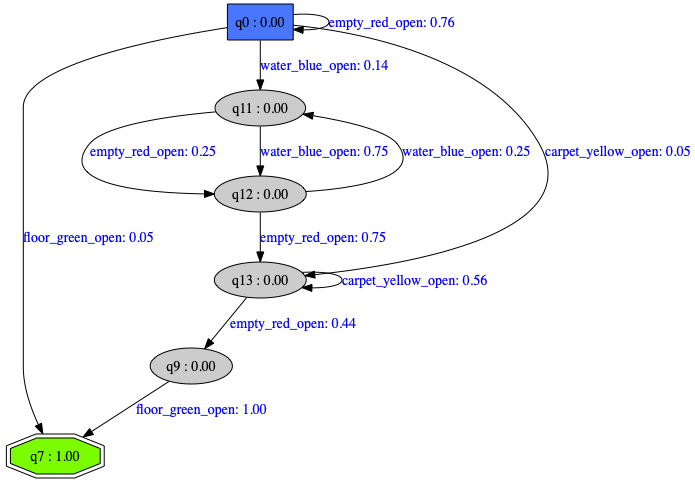 q0 : 0.00
empty_red_open: 0.76
water_blue_open: 0.14
q11 : 0.00
empty_red_open: 0.25
water_blue_open: 0.75
water_blue_open: 0.25
carpet_yellow_open: 0.05
q12 : 0.00
floor_green_open: 0.05
empty_red_open: 0.75
q13 : 0.00
carpet_yellow_open: 0.56
empty_red_open: 0.44
q9 : 0.00
floor_green_open: 1.00
q7 : 1.00